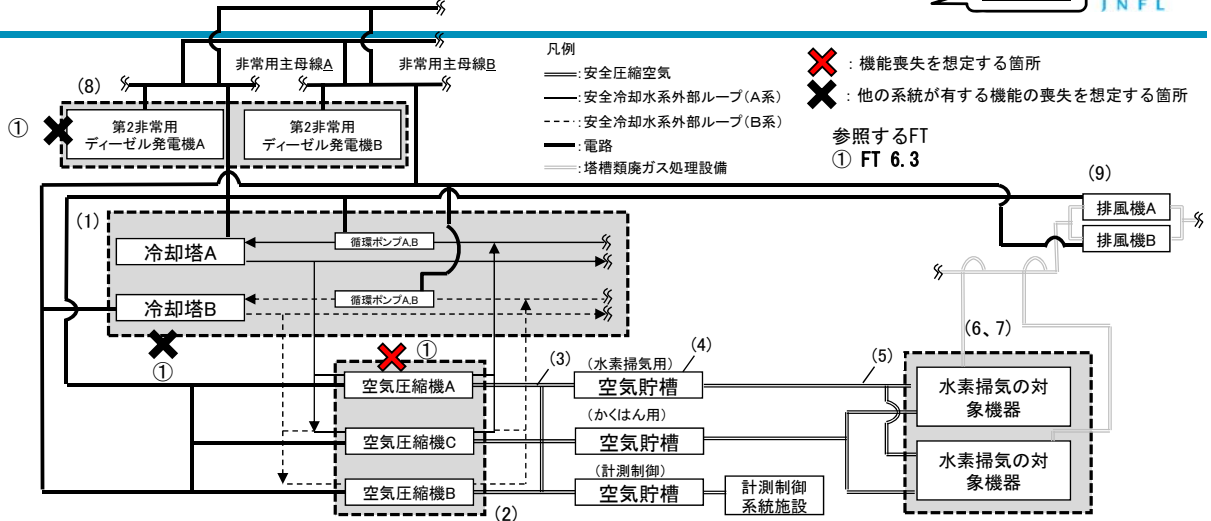 JNFL
非常用主母線A
非常用主母線B
凡例
：安全圧縮空気
：安全冷却水系外部ループ(A系)
：安全冷却水系外部ループ(B系)
：電路
：塔槽類廃ガス処理設備
：機能喪失を想定する箇所
：他の系統が有する機能の喪失を想定する箇所
参照するFT
① FT 6.3
(8)
①
第2非常用
ディーゼル発電機A
第2非常用
ディーゼル発電機B
(9)
排風機A
排風機B
(1)
冷却塔A
循環ポンプA,B
冷却塔B
循環ポンプA,B
①
①
(2)
空気圧縮機A
空気圧縮機C
空気圧縮機B
(3)
(4)
(水素掃気用)
空気貯槽
(かくはん用)
空気貯槽
(計測制御)
空気貯槽
計測制御
系統施設
(5)
(6、7)
水素掃気の対
象機器
水素掃気の対
象機器